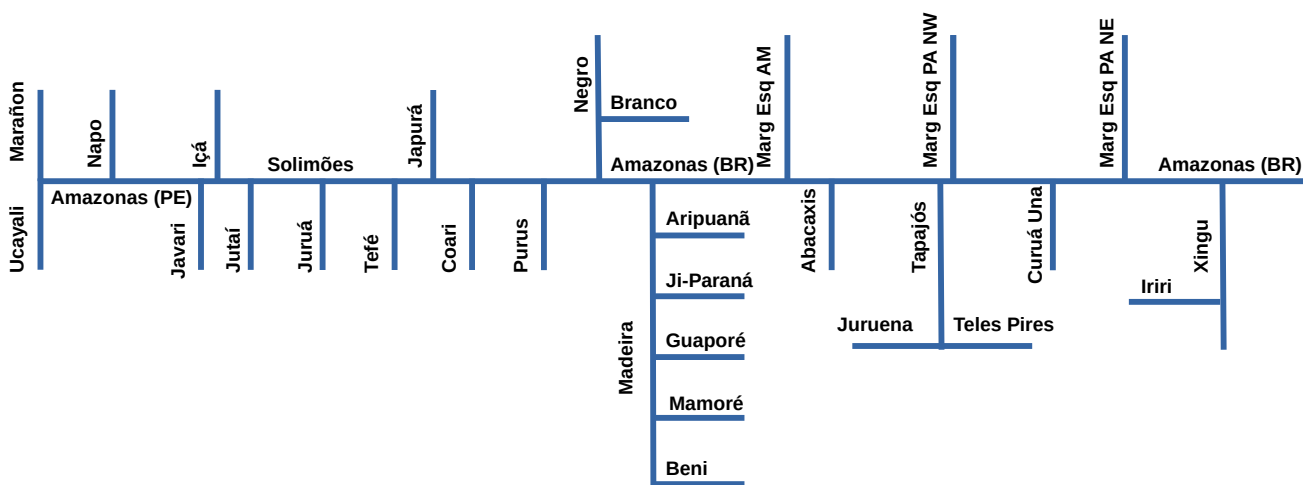 Marañon
Napo
Içá
Solimões
Japurá
Negro
Branco
Amazonas (BR)
Marg Esq AM
Marg Esq PA NW
Marg Esq PA NE
Amazonas (BR)
Amazonas (PE)
Ucayali
Javari
Jutaí
Juruá
Tefé
Coari
Purus
Madeira
Aripuanã
Ji-Paraná
Guaporé
Mamoré
Beni
Abacaxis
Tapajós
Juruena
Teles Pires
Curuá Una
Xingu
Iriri